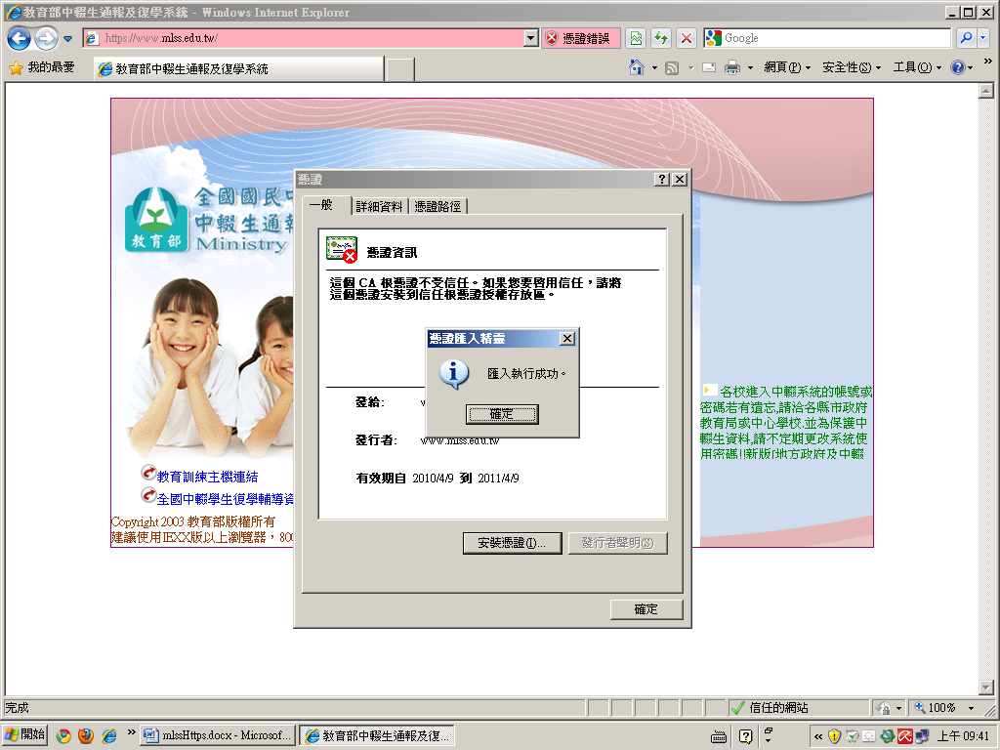 教育部中輟生通報及復學系統 - Windows Internet Explorer
https://www.mlss.edu.tw/
憑證錯誤
Google
我的最愛
教育部中輟生通報及復學系統
網頁(P)
安全性(S)
工具(O)
全國國民中
中輟生通報
Ministry
教育部
教育訓練主機連結
全國中輟學生復學輔導資
Copyright 2003 教育部版權所有
建議使用IEXX版以上瀏覽器，800
憑證
一般
詳細資料
憑證路徑
憑證資訊
這個 CA 根憑證不受信任。如果您要啟用信任，請將
這個憑證安裝到信任根憑證授權存放區。
憑證匯入精靈
匯入執行成功。
確定
發給:
發行者: www.mlss.edu.tw
有效期自 2010/4/9 到 2011/4/9
安裝憑證(I)...
發行者聲明(S)
確定
各校進入中輟系統的帳號或
密碼若有遺忘,請洽各縣市政府
教育局或中心學校.並為保護中
輟生資料,請不定期更改系統使
用密碼!!新版｢地方政府及中輟
完成
信任的網站
100%
開始
mlssHttps.docx - Microsof...
教育部中輟生通報及復...
上午 09:41